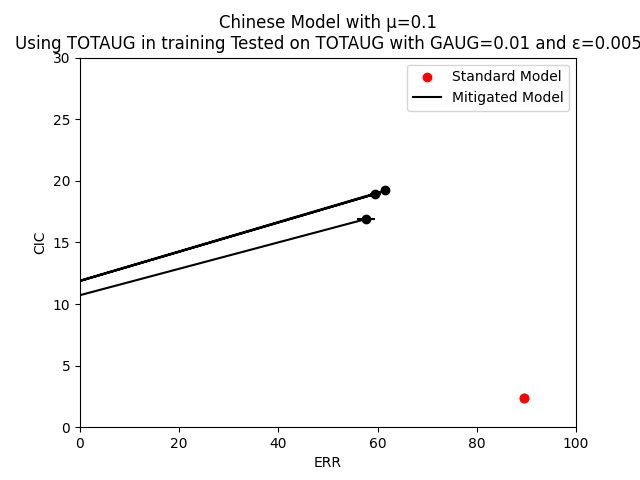 Chinese Model with μ=0.1
Using TOTAUG in training Tested on TOTAUG with GAUG=0.01 and ε=0.005
30
25
20
15
10
5
0
CIC
Standard Model
Mitigated Model
0 20 40 60 80 100
ERR